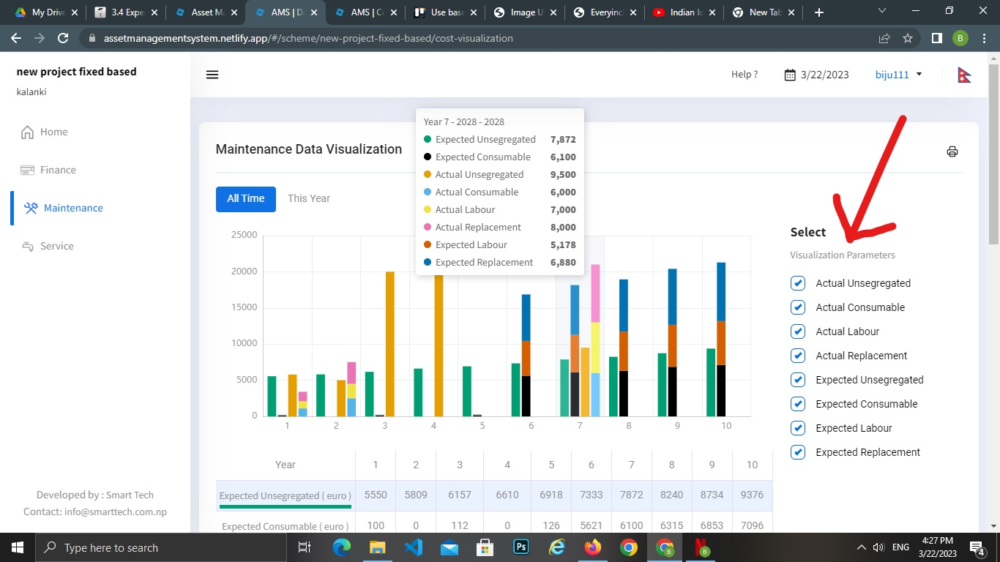 My Drive
3.4 Expe
Asset Ma
AMS | Da
AMS | Co
Use base
Image U
Everyinc
Indian Id
New Tab
assetmanagementsystem.netlify.app/#/scheme/new-project-fixed-based/cost-visualization
B
new project fixed based
kalanki
Help ?
3/22/2023
biju111
Home
Finance
Maintenance
Service
Maintenance Data Visualization
All Time
This Year
Year 7 - 2028 - 2028
Expected Unsegregated 7,872
Expected Consumable 6,100
Actual Unsegregated 9,500
Actual Consumable 6,000
Actual Labour 7,000
Actual Replacement 8,000
Expected Labour 5,178
Expected Replacement 6,880
25000
20000
15000
10000
5000
0
1 2 3 4 5 6 7 8 9 10
Select
Visualization Parameters
Actual Unsegregated
Actual Consumable
Actual Labour
Actual Replacement
Expected Unsegregated
Expected Consumable
Expected Labour
Expected Replacement
Year 1 2 3 4 5 6 7 8 9 10
Expected Unsegregated ( euro ) 5550 5809 6157 6610 6918 7333 7872 8240 8734 9376
Expected Consumable ( euro ) 100 0 112 0 126 5621 6100 6315 6853 7096
Developed by : Smart Tech
Contact: info@smarttech.com.np
Type here to search
Ps
B
B
ENG
4:27 PM
3/22/2023
4